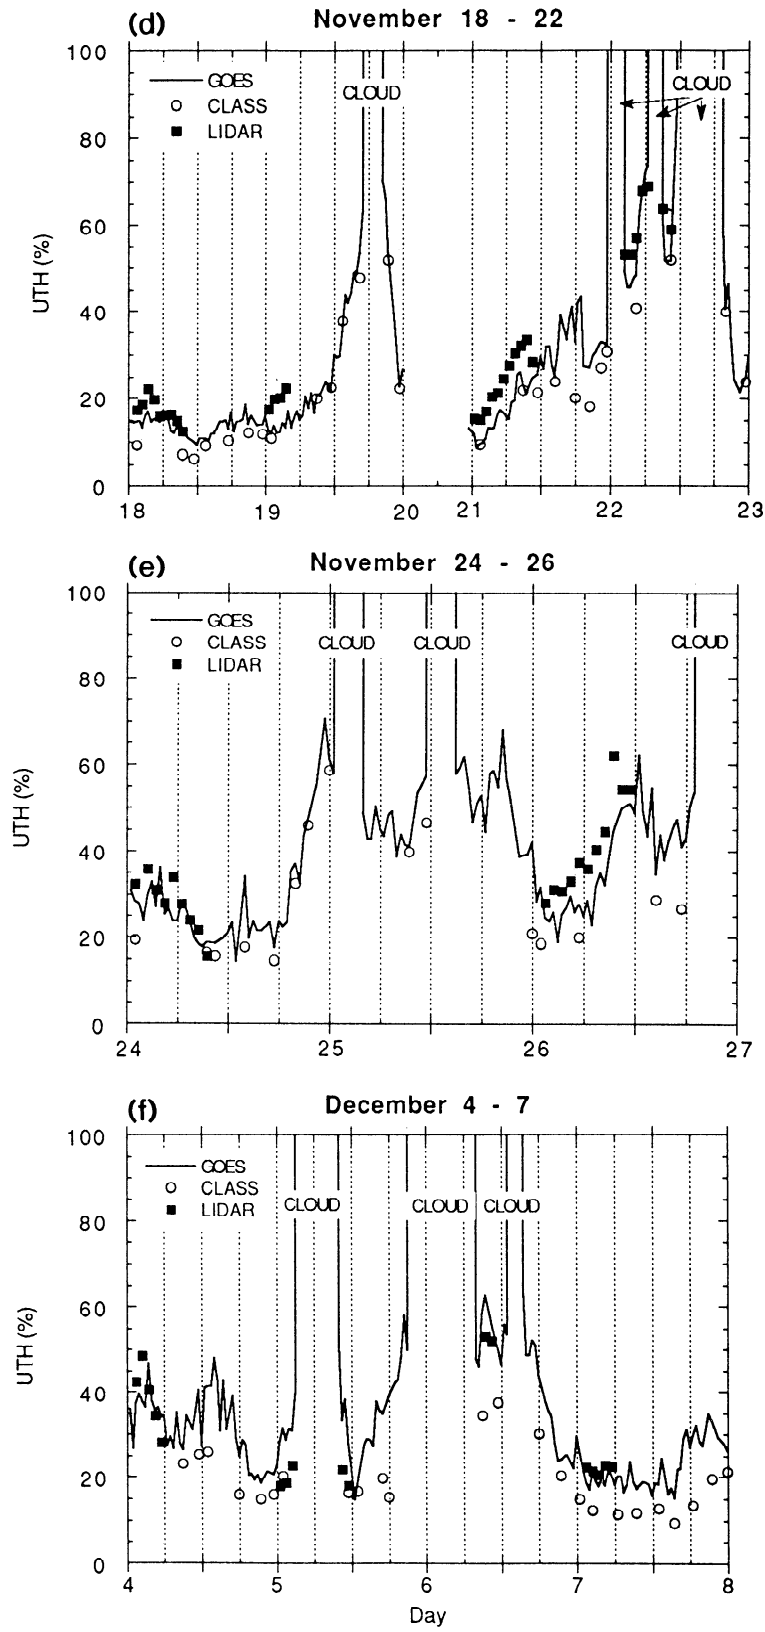 (d) November 18 - 22
100
80
60
40
20
0
UTH (%)
GOES
CLASS
LIDAR
CLOUD
CLOUD
18 19 20 21 22 23
(e) November 24 - 26
100
80
60
40
20
0
UTH (%)
GOES
CLASS
LIDAR
CLOUD CLOUD CLOUD
24 25 26 27
(f) December 4 - 7
100
80
60
40
20
0
UTH (%)
GOES
CLASS
LIDAR
CLOUD CLOUD CLOUD
4 5 6 7 8
Day